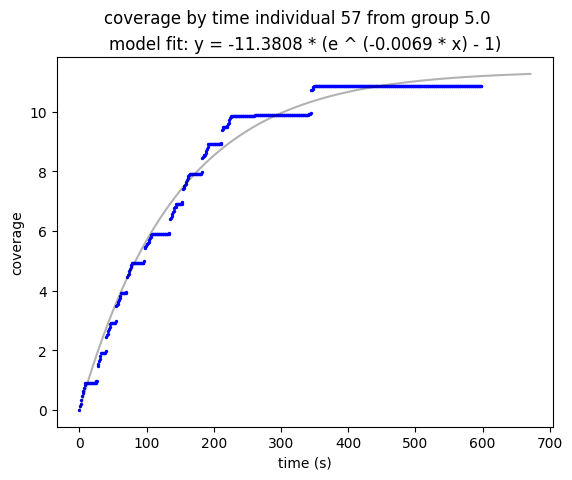 coverage by time individual 57 from group 5.0
model fit: y = -11.3808 * (e ^ (-0.0069 * x) - 1)
coverage
10
8
6
4
2
0
0 100 200 300 400 500 600 700
time (s)